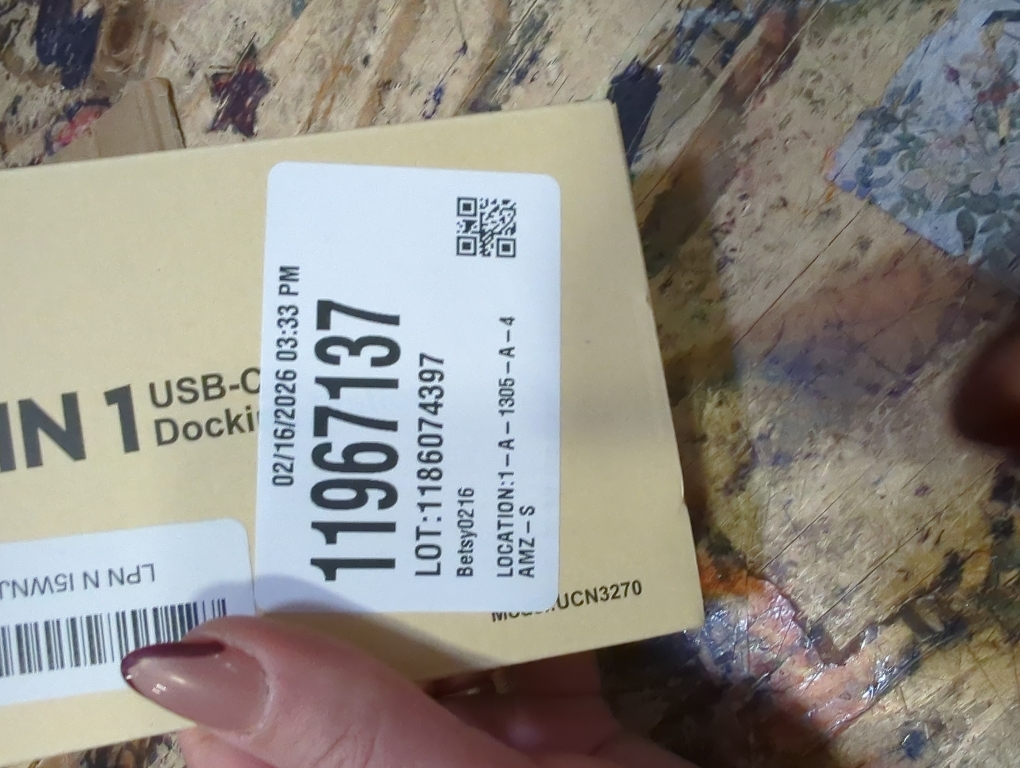 IN 1
USB-C
Docki
02/16/2026 03:33 PM
11967137
LOT:1186074397
Betsy0216
LOCATION:1-A-1305-A-4
AMZ-S
LPN N I5WNJ
UCN3270